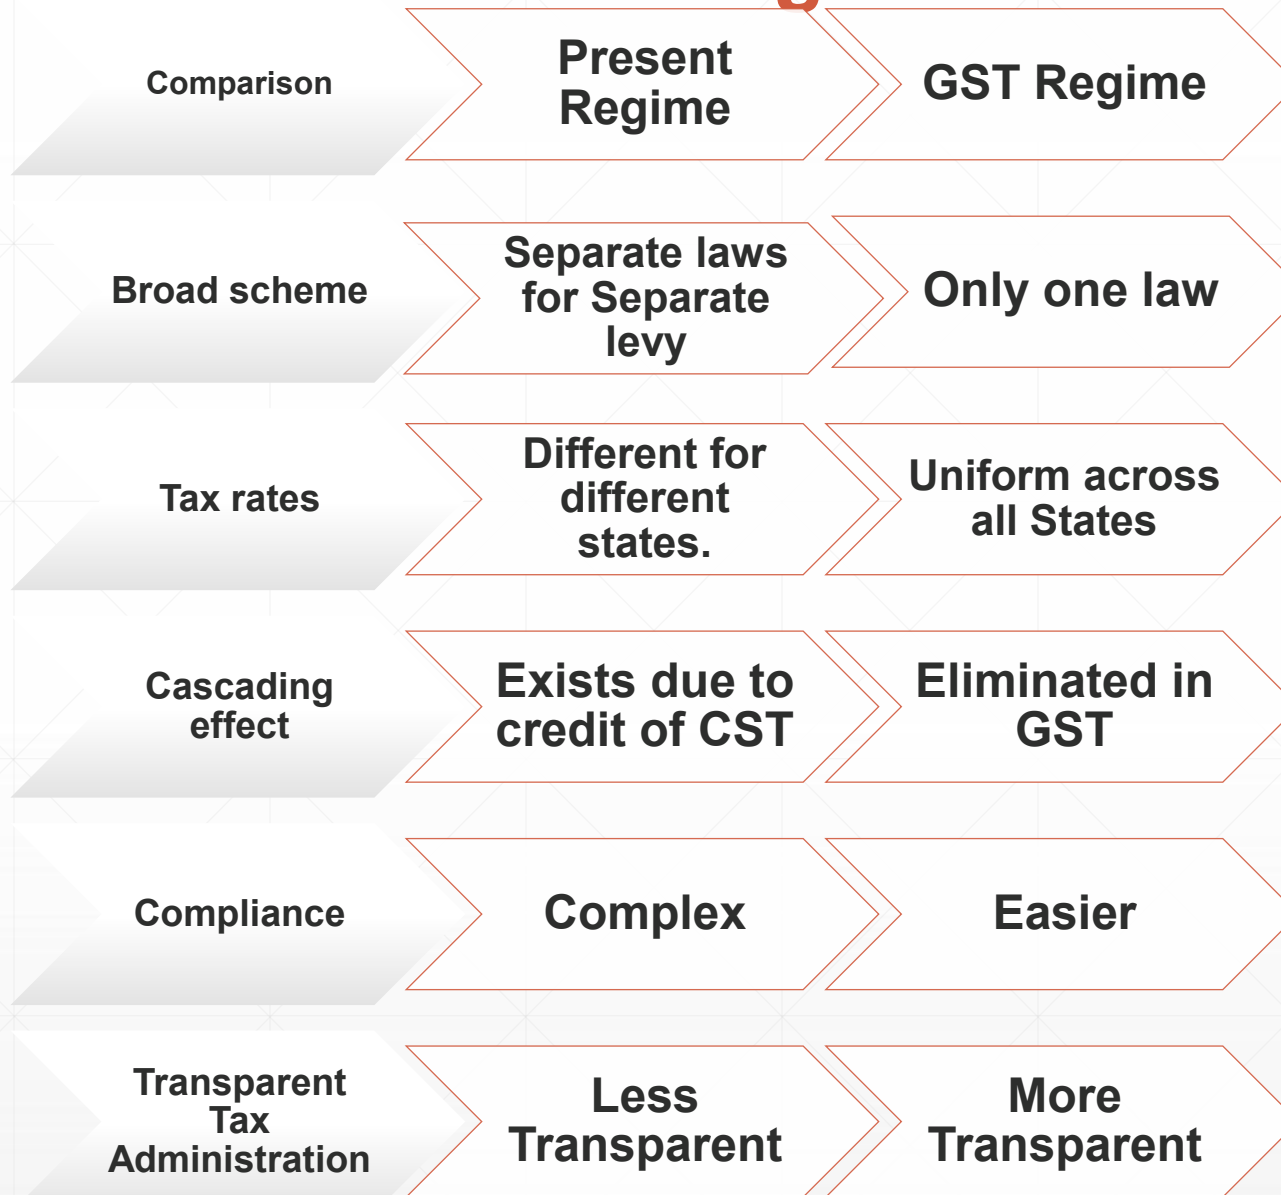 Comparison
Present
Regime
GST Regime
Broad scheme
Separate laws
for Separate
levy
Only one law
Tax rates
Different for
different
states.
Uniform across
all States
Cascading
effect
Exists due to
credit of CST
Eliminated in
GST
Compliance
Complex
Easier
Transparent
Tax
Administration
Less
Transparent
More
Transparent